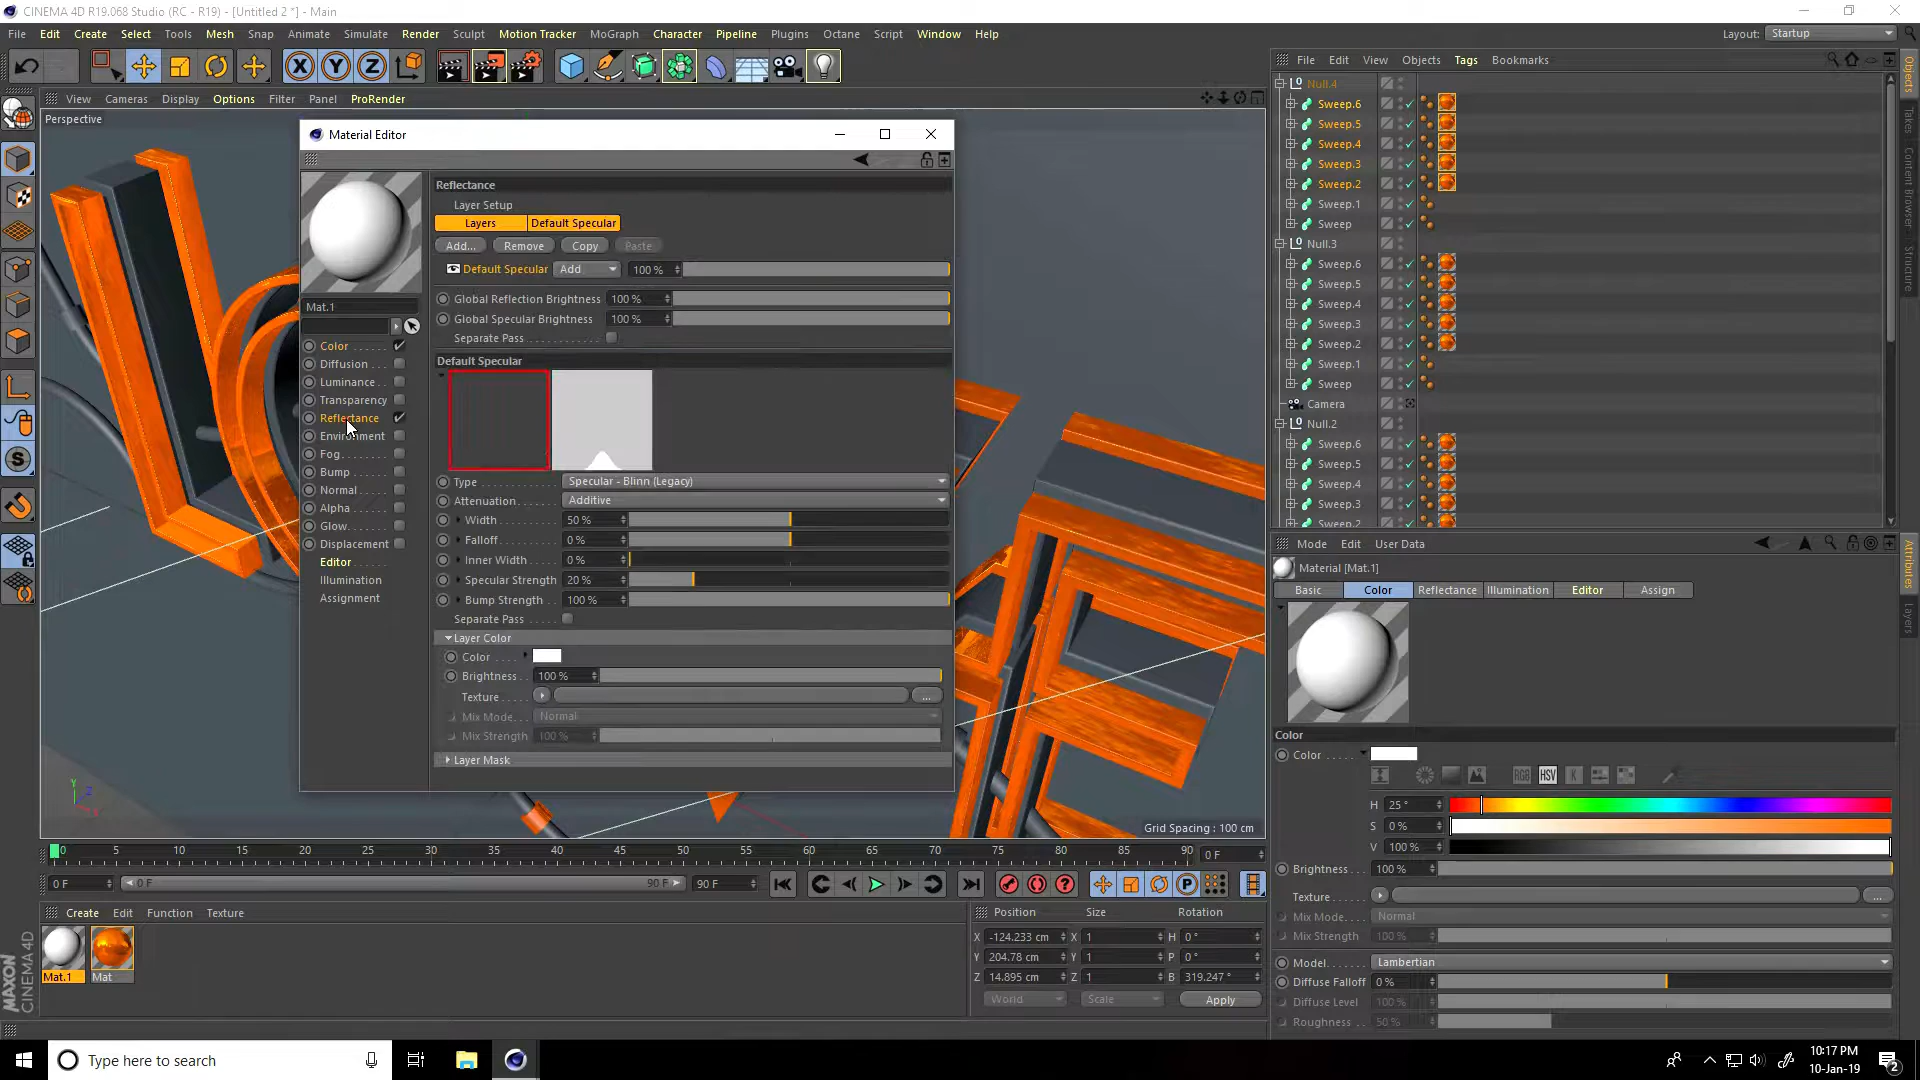 CINEMA 4D R19.068 Studio (RC - R19) - [Untitled 2 *] - Main
File Edit Create Select Tools Mesh Snap Animate Simulate Render Sculpt Motion Tracker MoGraph Character Pipeline Plugins Octane Script Window Help
Layout: Startup
X Y Z
View Cameras Display Options Filter Panel ProRender
Perspective
Material Editor
Mat.1
Color
Diffusion
Luminance
Transparency
Reflectance
Environment
Fog
Bump
Normal
Alpha
Glow
Displacement
Editor
Illumination
Assignment
Reflectance
Layer Setup
Layers Default Specular
Add... Remove Copy Paste
Default Specular Add 100 %
Global Reflection Brightness 100 %
Global Specular Brightness 100 %
Separate Pass
Default Specular
Type Specular - Blinn (Legacy)
Attenuation Additive
Width 50 %
Falloff 0 %
Inner Width 0 %
Specular Strength 20 %
Bump Strength 100 %
Separate Pass
Layer Color
Color
Brightness 100 %
Texture ...
Mix Mode Normal
Mix Strength 100 %
Layer Mask
Grid Spacing : 100 cm
File Edit View Objects Tags Bookmarks
Null.4
Sweep.6
Sweep.5
Sweep.4
Sweep.3
Sweep.2
Sweep.1
Sweep
Null.3
Sweep.6
Sweep.5
Sweep.4
Sweep.3
Sweep.2
Sweep.1
Sweep
Camera
Null.2
Sweep.6
Sweep.5
Sweep.4
Sweep.3
Sweep.2
Objects
Takes
Content Browser
Structure
Mode Edit User Data
Material [Mat.1]
Basic Color Reflectance Illumination Editor Assign
Attributes
Layers
Color
Color
RGB HSV K
H 25 °
S 0 %
V 100 %
Brightness 100 %
Texture ...
Mix Mode Normal
Mix Strength 100 %
Model Lambertian
Diffuse Falloff 0 %
Diffuse Level 100 %
Roughness 50 %
0 5 10 15 20 25 30 35 40 45 50 55 60 65 70 75 80 85 90 0 F
0 F 0 F 90 F 90 F
Create Edit Function Texture
Mat.1 Mat
Position Size Rotation
X -124.233 cm X 1 H 0 °
Y 204.78 cm Y 1 P 0 °
Z 14.895 cm Z 1 B 319.247 °
World Scale Apply
MAXON
CINEMA 4D
Type here to search
10:17 PM
10-Jan-19
2